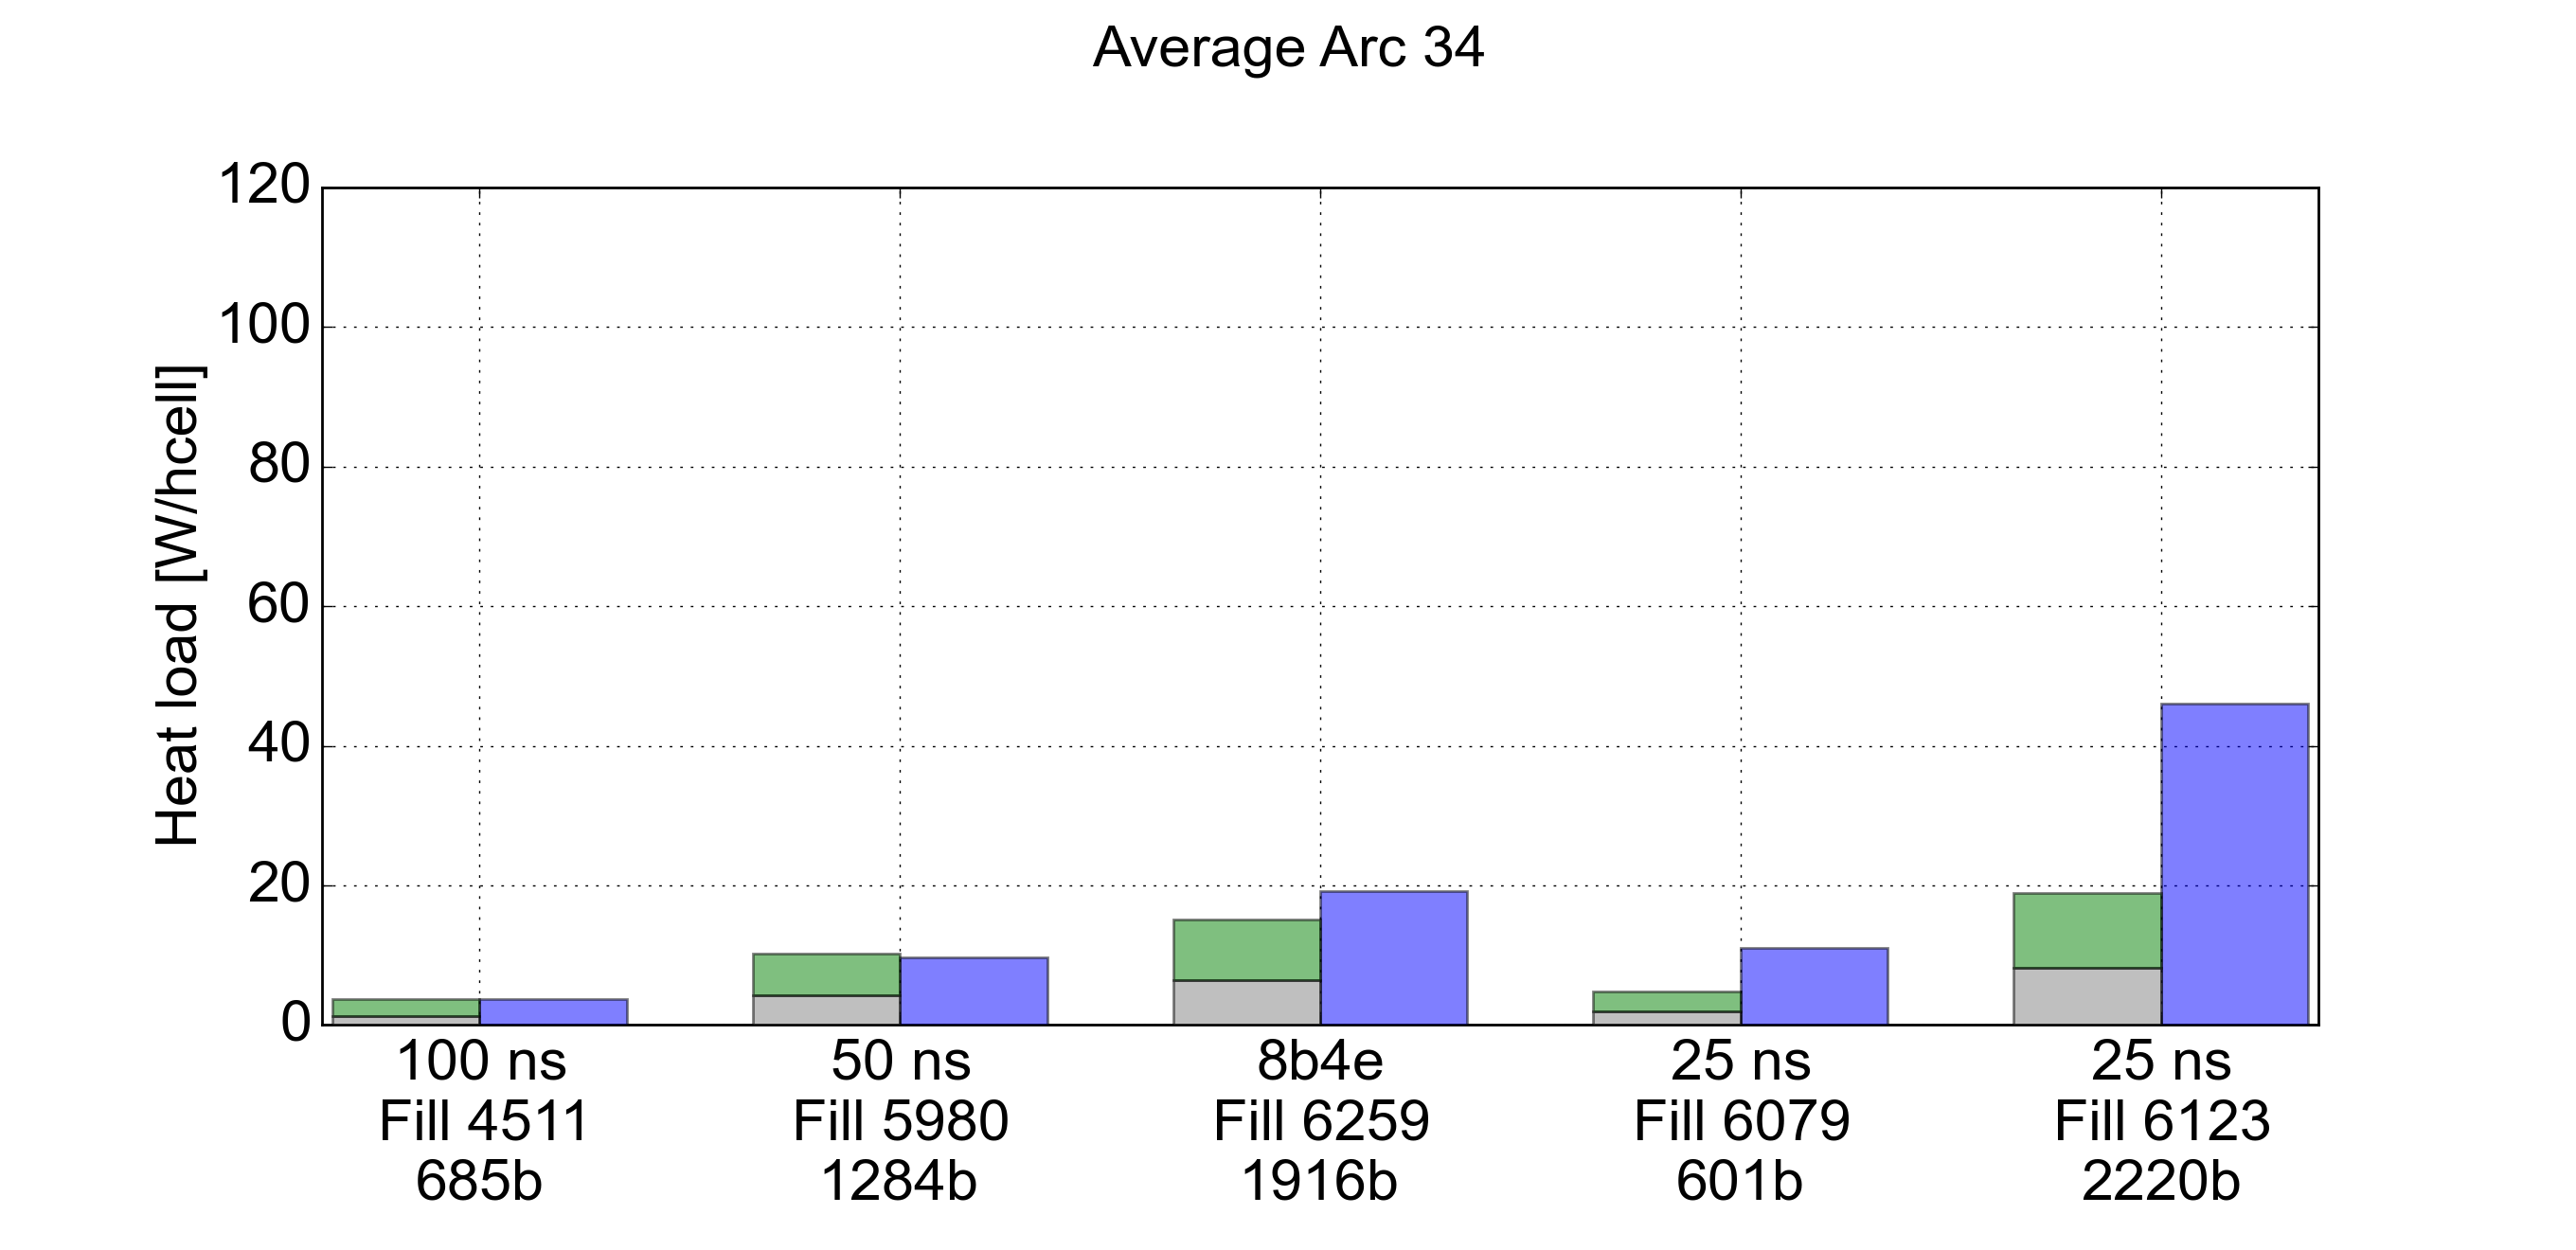 Average Arc 34
Heat load [W/hcell]
120
100
80
60
40
20
0
100 ns
Fill 4511
685b
50 ns
Fill 5980
1284b
8b4e
Fill 6259
1916b
25 ns
Fill 6079
601b
25 ns
Fill 6123
2220b